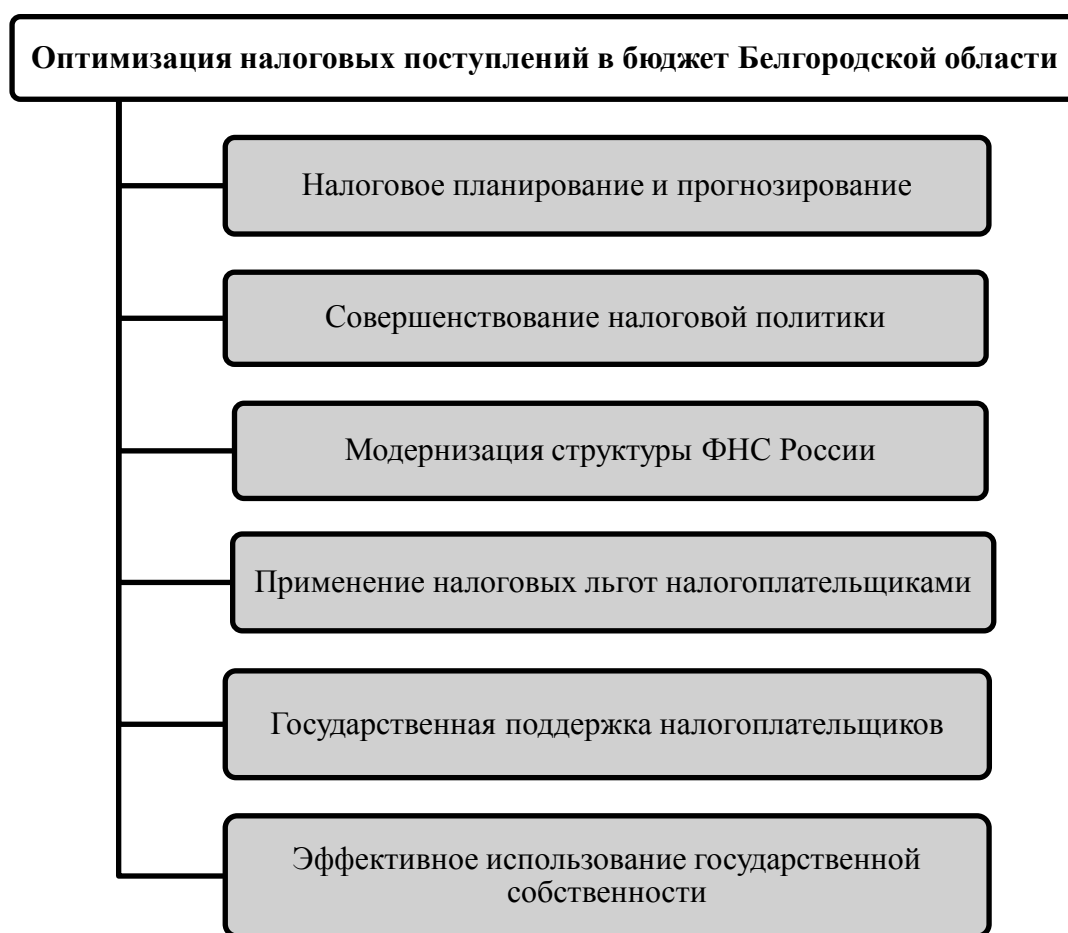 Оптимизация налоговых поступлений в бюджет Белгородской области
Налоговое планирование и прогнозирование
Совершенствование налоговой политики
Модернизация структуры ФНС России
Применение налоговых льгот налогоплательщиками
Государственная поддержка налогоплательщиков
Эффективное использование государственной
собственности